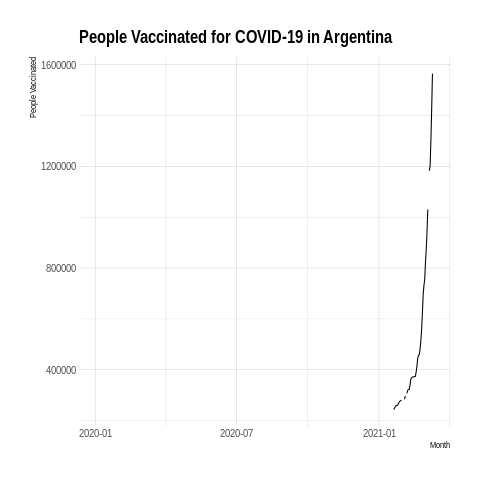 People Vaccinated for COVID-19 in Argentina
People Vaccinated
1600000
1200000
800000
400000
2020-01
2020-07
2021-01
Month